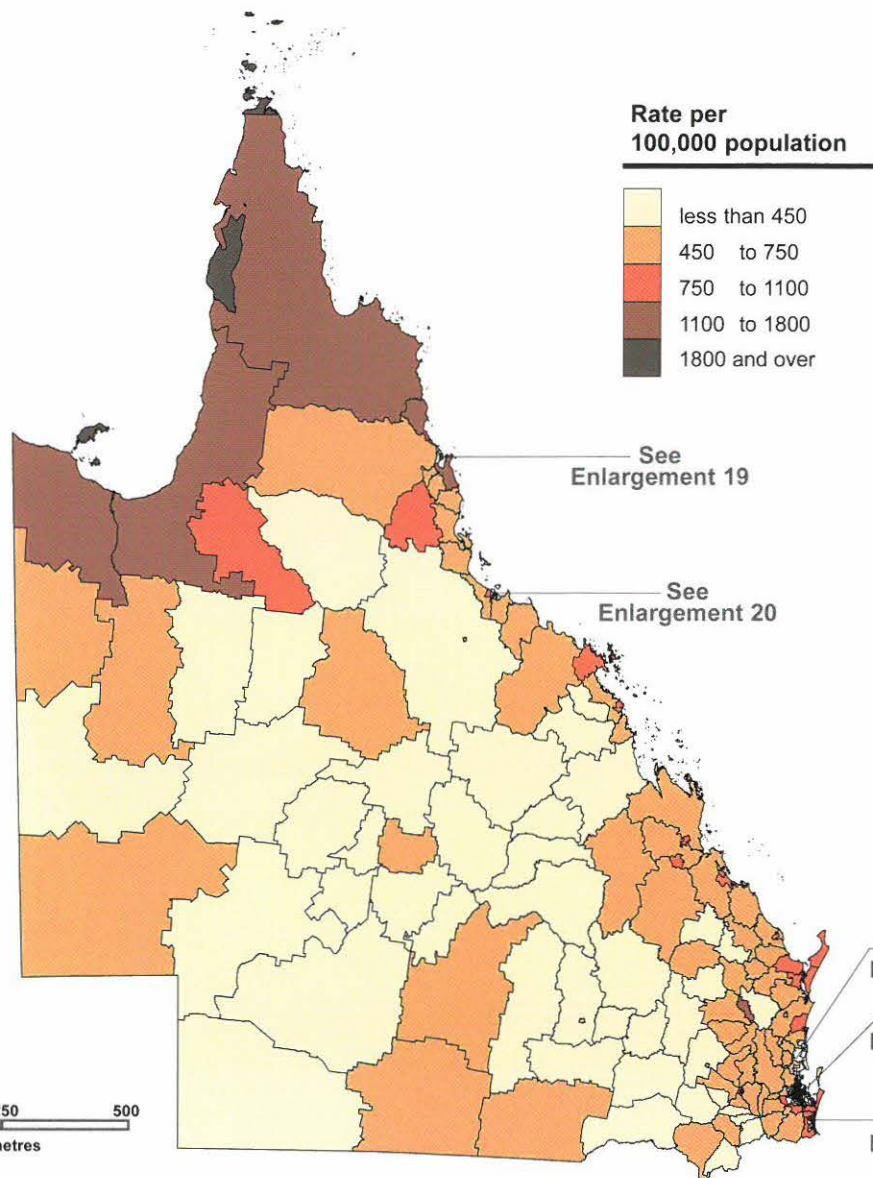 Rate per
100,000 population
less than 450
450 to 750
750 to 1100
1100 to 1800
1800 and over
See
Enlargement 19
See
Enlargement 20
500